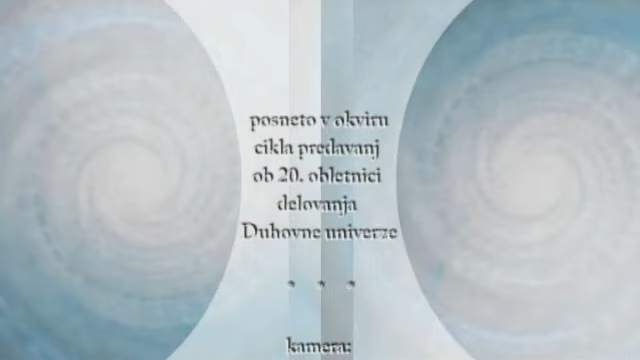 posneto v okviru
cikla predavanj
ob 20. obletnici
delovanja
Duhovne univerze
. . .
kamera: